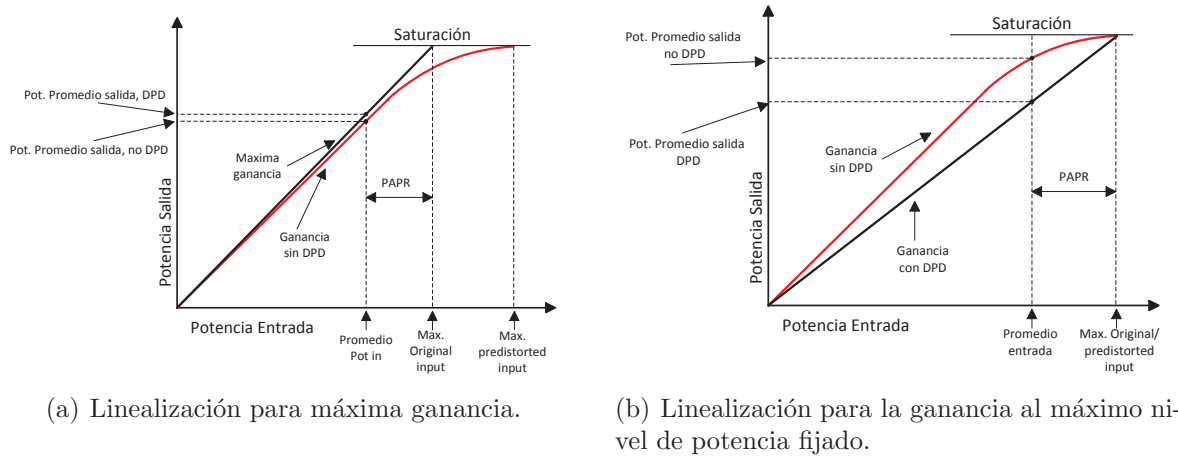 Saturación
Pot. Promedio salida, DPD
Pot. Promedio salida, no DPD
Maxima
ganancia
PAPR
Ganancia
sin DPD
Potencia Salida
Potencia Entrada
Promedio
Pot in
Max.
Original
input
Max.
predistorted
input
(a) Linealización para máxima ganancia.
Saturación
Pot. Promedio salida
no DPD
Pot. Promedio salida
DPD
Ganancia
sin DPD
PAPR
Ganancia
con DPD
Potencia Salida
Potencia Entrada
Promedio
entrada
Max. Original/
predistorted
input
(b) Linealización para la ganancia al máximo ni-
vel de potencia fijado.